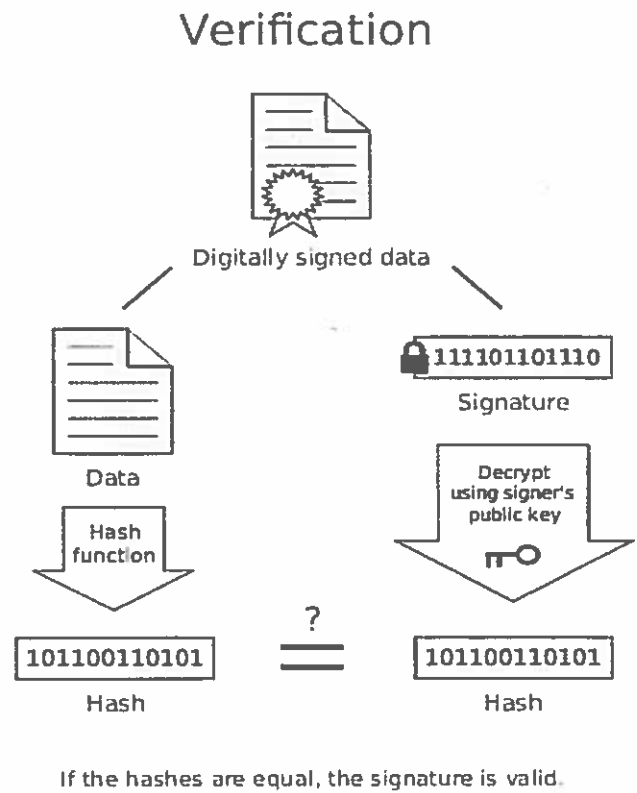 Verification
Digitally signed data
111101101110
Signature
Data
Decrypt
using signer's
public key
Hash
function
?
101100110101
101100110101
Hash
Hash
If the hashes are equal, the signature is valid.